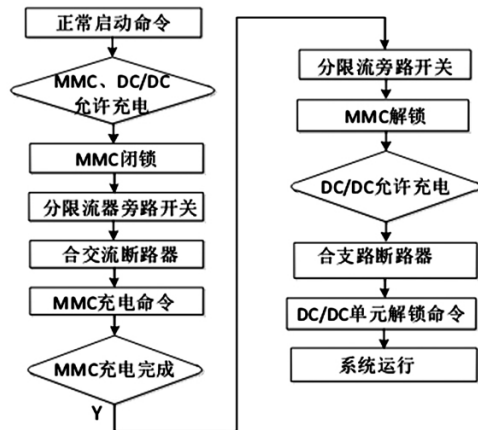 正常启动命令
MMC、DC/DC
允许充电
MMC闭锁
分限流器旁路开关
合交流断路器
MMC充电命令
MMC充电完成
Y
分限流旁路开关
MMC解锁
DC/DC允许充电
合支路断路器
DC/DC单元解锁命令
系统运行